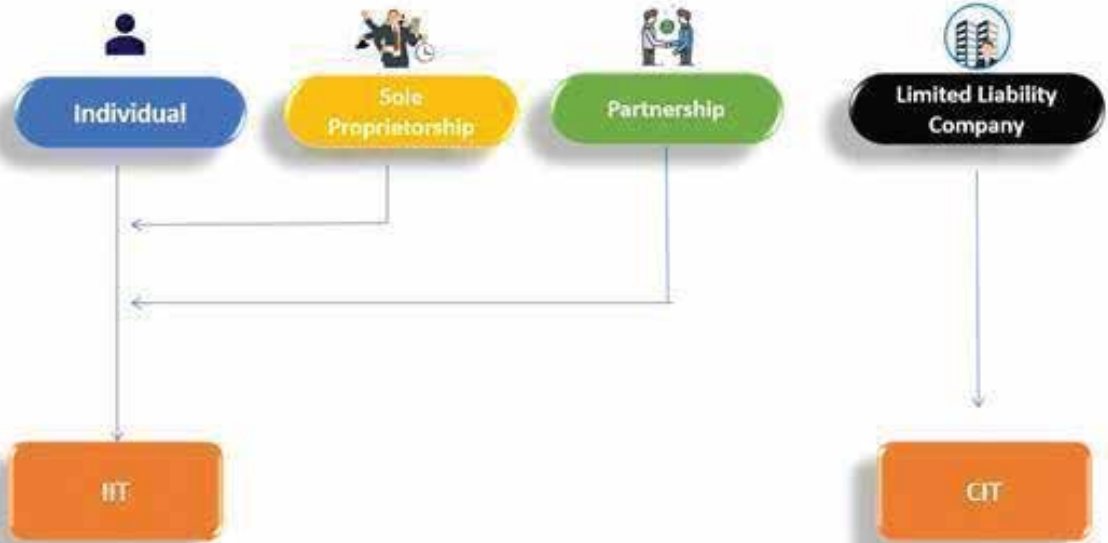 Individual
Sole
Proprietorship
Partnership
Limited Liability
Company
IIT
CIT